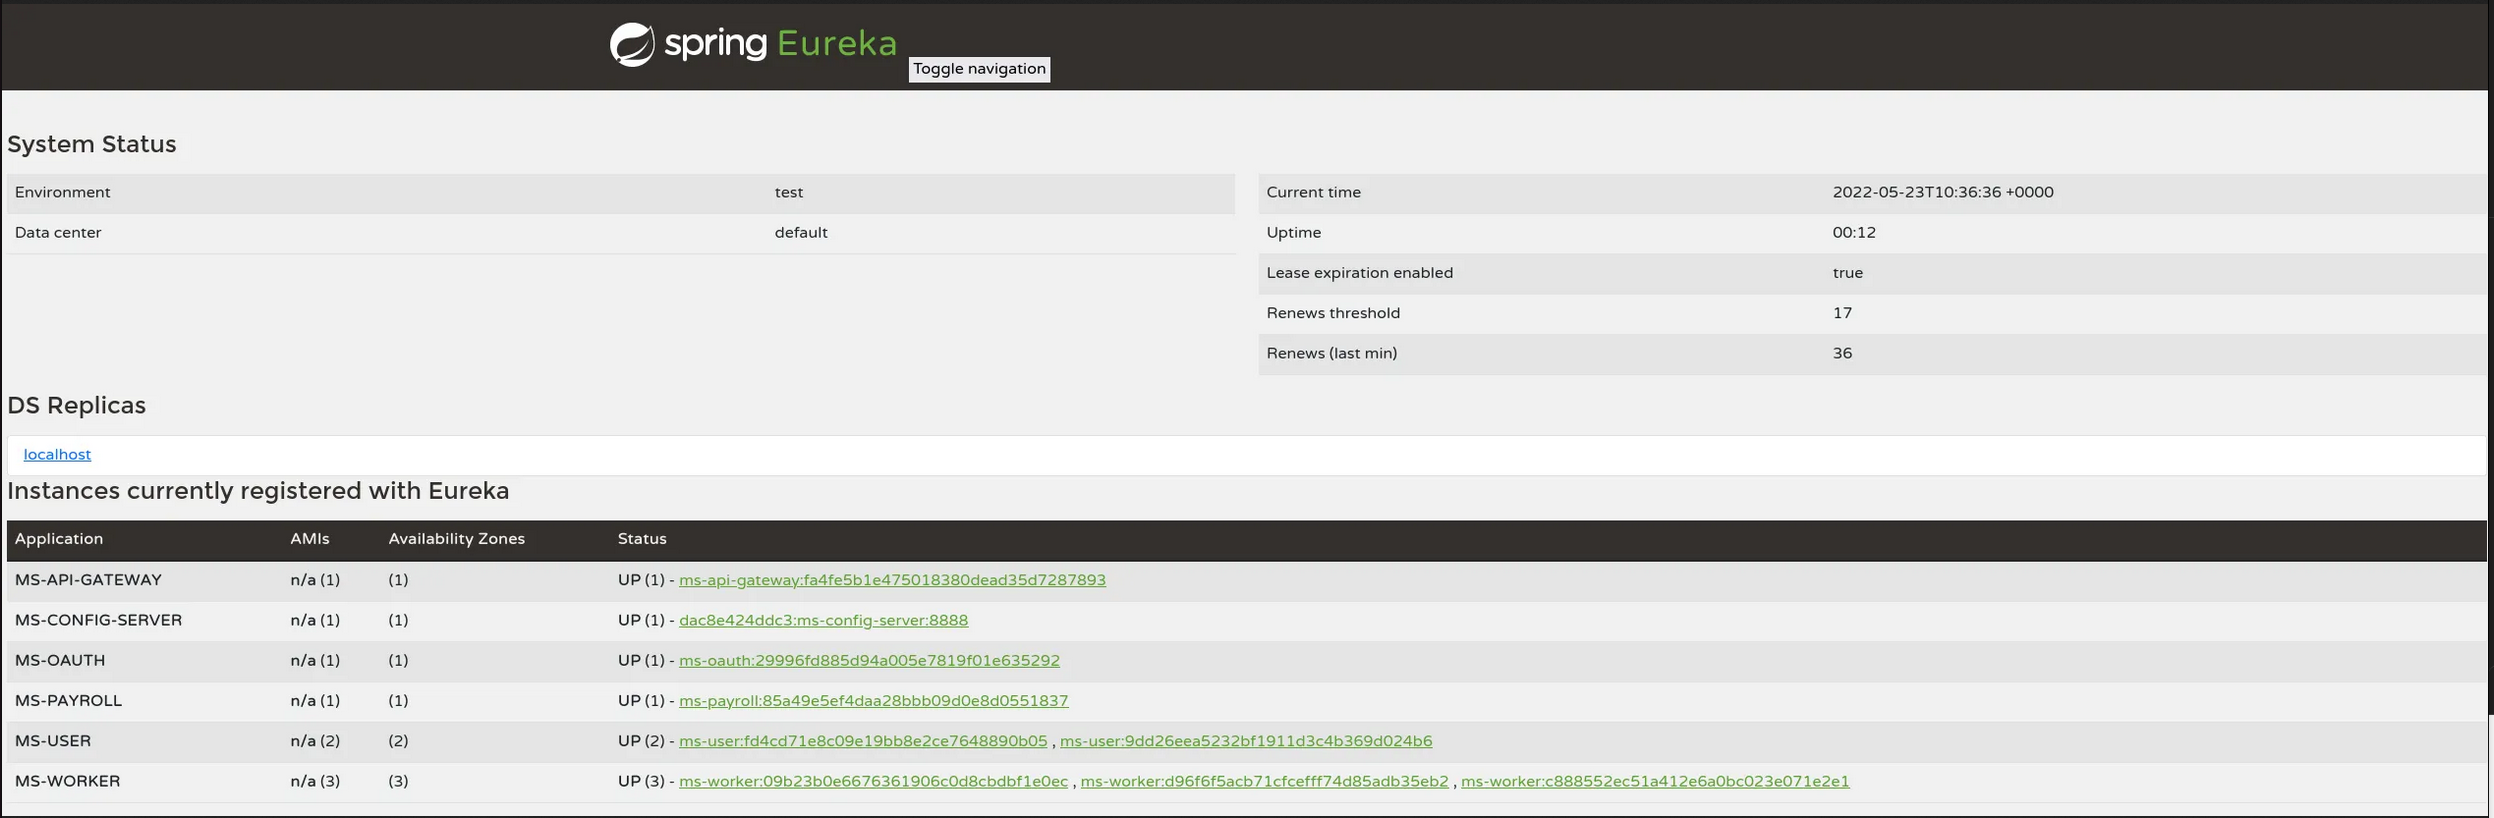 spring Eureka
Toggle navigation
System Status
Environment test
Data center default
Current time 2022-05-23T10:36:36 +0000
Uptime 00:12
Lease expiration enabled true
Renews threshold 17
Renews (last min) 36
DS Replicas
localhost
Instances currently registered with Eureka
Application AMIs Availability Zones Status
MS-API-GATEWAY n/a (1) (1) UP (1) - ms-api-gateway:fa4fe5b1e475018380dead35d7287893
MS-CONFIG-SERVER n/a (1) (1) UP (1) - dac8e424ddc3:ms-config-server:8888
MS-OAUTH n/a (1) (1) UP (1) - ms-oauth:29996fd885d94a005e7819f01e635292
MS-PAYROLL n/a (1) (1) UP (1) - ms-payroll:85a49e5ef4daa28bbb09d0e8d0551837
MS-USER n/a (2) (2) UP (2) - ms-user:fd4cd71e8c09e19bb8e2ce7648890b05 , ms-user:9dd26eea5232bf1911d3c4b369d024b6
MS-WORKER n/a (3) (3) UP (3) - ms-worker:09b23b0e6676361906c0d8cbdbf1e0ec , ms-worker:d96f6f5acb71cfcefff74d85adb35eb2 , ms-worker:c888552ec51a412e6a0bc023e071e2e1